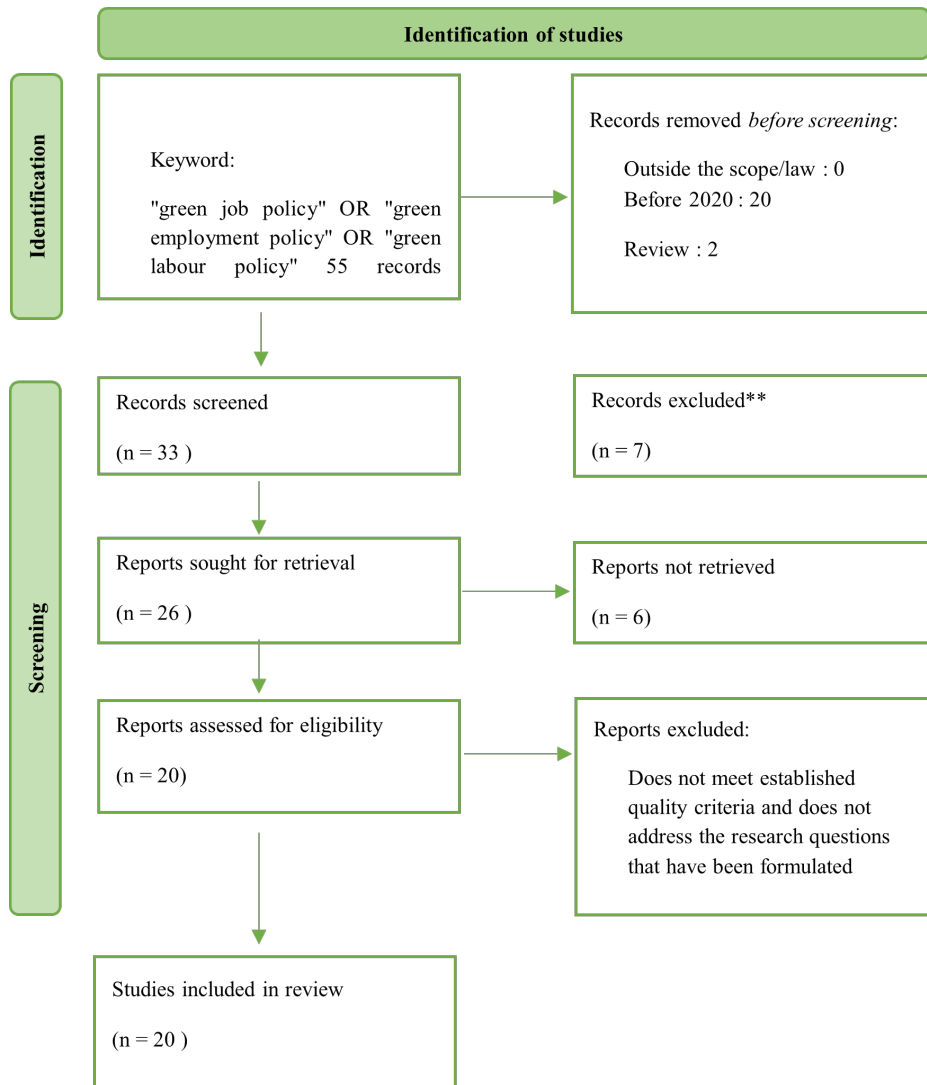 Identification of studies
Identification
Keyword:
"green job policy" OR "green
employment policy" OR "green
labour policy" 55 records
Records removed before screening:
Outside the scope/law : 0
Before 2020 : 20
Review : 2
Screening
Records screened
(n = 33 )
Records excluded**
(n = 7)
Reports sought for retrieval
(n = 26 )
Reports not retrieved
(n = 6)
Reports assessed for eligibility
(n = 20)
Reports excluded:
Does not meet established
quality criteria and does not
address the research questions
that have been formulated
Studies included in review
(n = 20 )